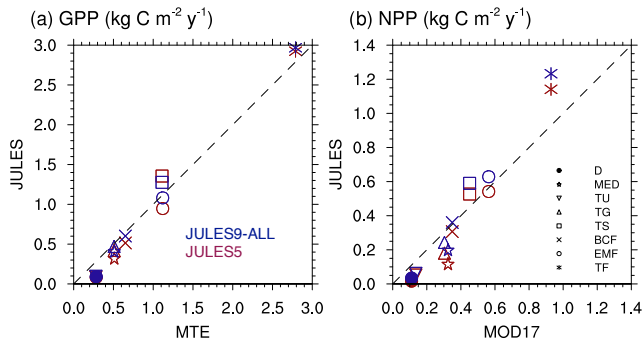 (a) GPP (kg C m⁻² y⁻¹)
3.0
2.5
2.0
1.5
1.0
0.5
0.0
JULES
JULES9-ALL
JULES5
0.0 0.5 1.0 1.5 2.0 2.5 3.0
MTE
(b) NPP (kg C m⁻² y⁻¹)
1.4
1.2
1.0
0.8
0.6
0.4
0.2
0.0
JULES
D
MED
TU
TG
TS
BCF
EMF
TF
0.0 0.2 0.4 0.6 0.8 1.0 1.2 1.4
MOD17